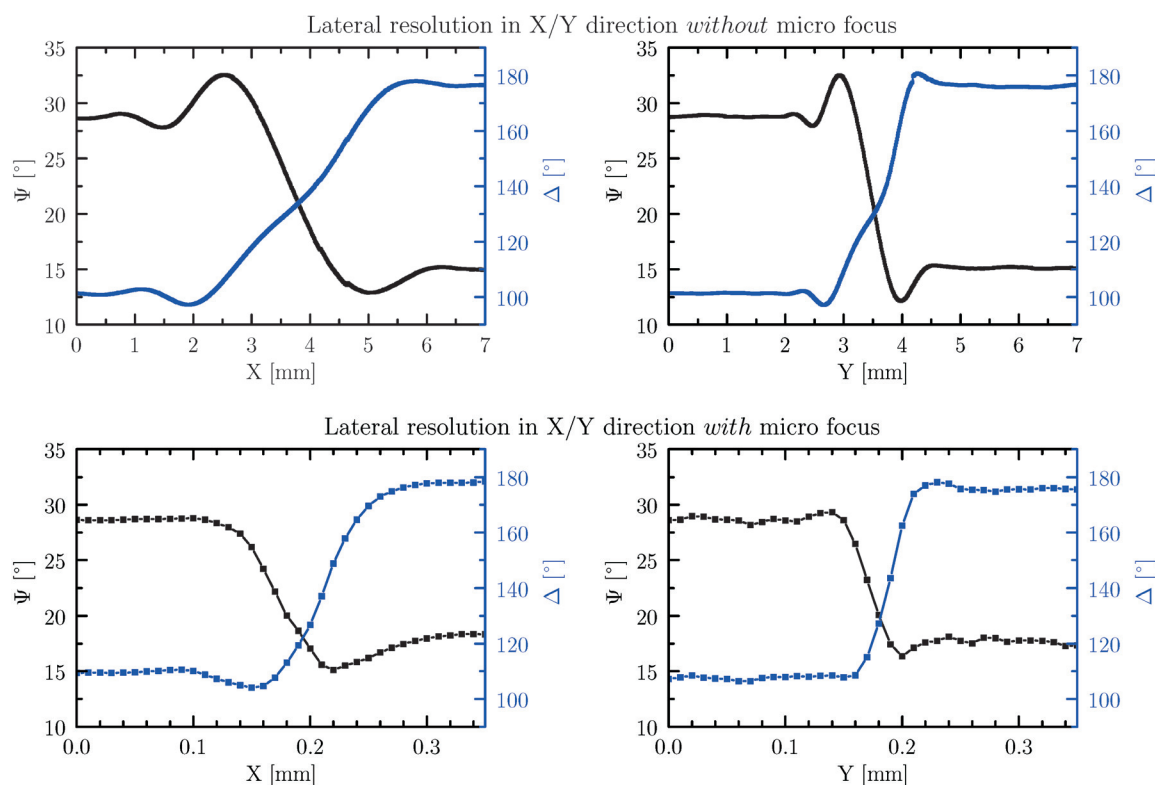 Lateral resolution in X/Y direction without micro focus
35
30
25
20
15
10
Ψ [°]
0 1 2 3 4 5 6 7
X [mm]
180
160
140
120
100
Δ [°]
35
30
25
20
15
10
Ψ [°]
0 1 2 3 4 5 6 7
Y [mm]
180
160
140
120
100
Δ [°]
Lateral resolution in X/Y direction with micro focus
35
30
25
20
15
10
Ψ [°]
0.0 0.1 0.2 0.3
X [mm]
180
160
140
120
100
Δ [°]
35
30
25
20
15
10
Ψ [°]
0.0 0.1 0.2 0.3
Y [mm]
180
160
140
120
100
Δ [°]